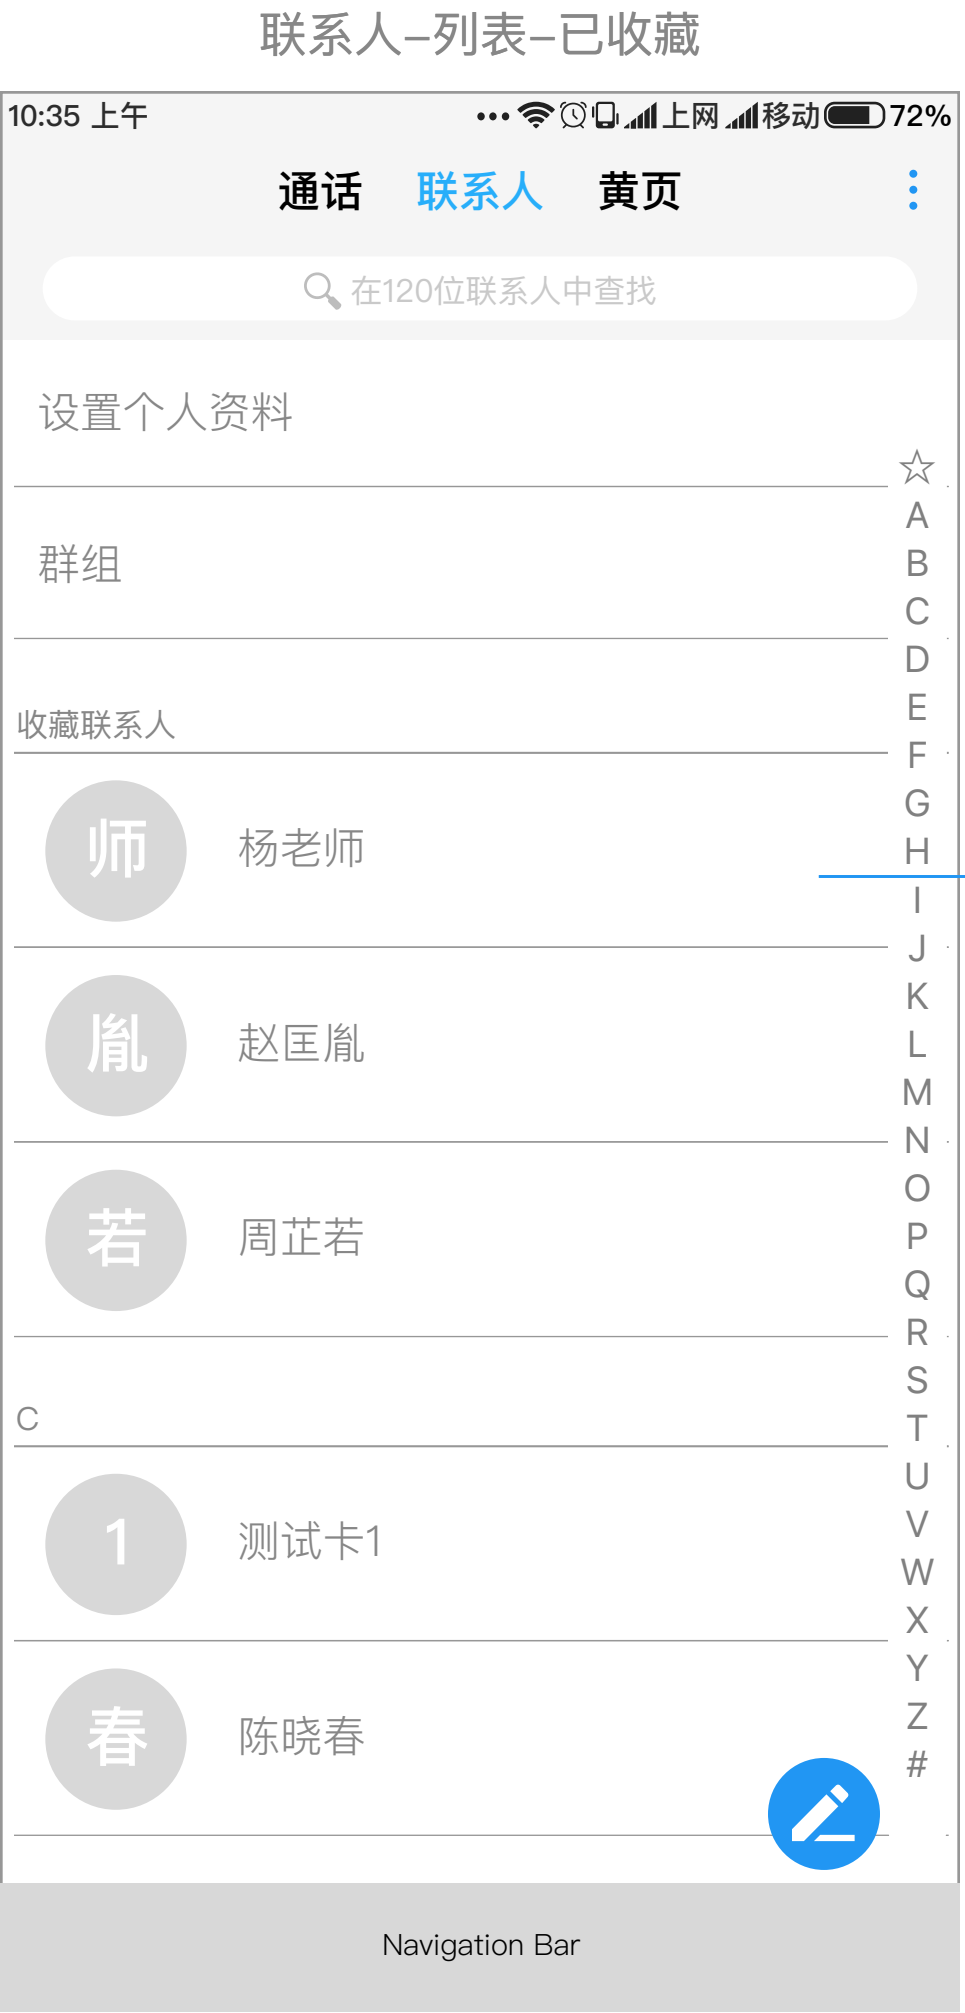 联系人-列表-已收藏
10:35 上午 上网 移动 72%
通话 联系人 黄页
在120位联系人中查找
设置个人资料
群组
收藏联系人
师 杨老师
胤 赵匡胤
若 周芷若
C
1 测试卡1
春 陈晓春
☆
A
B
C
D
E
F
G
H
I
J
K
L
M
N
O
P
Q
R
S
T
U
V
W
X
Y
Z
#
Navigation Bar